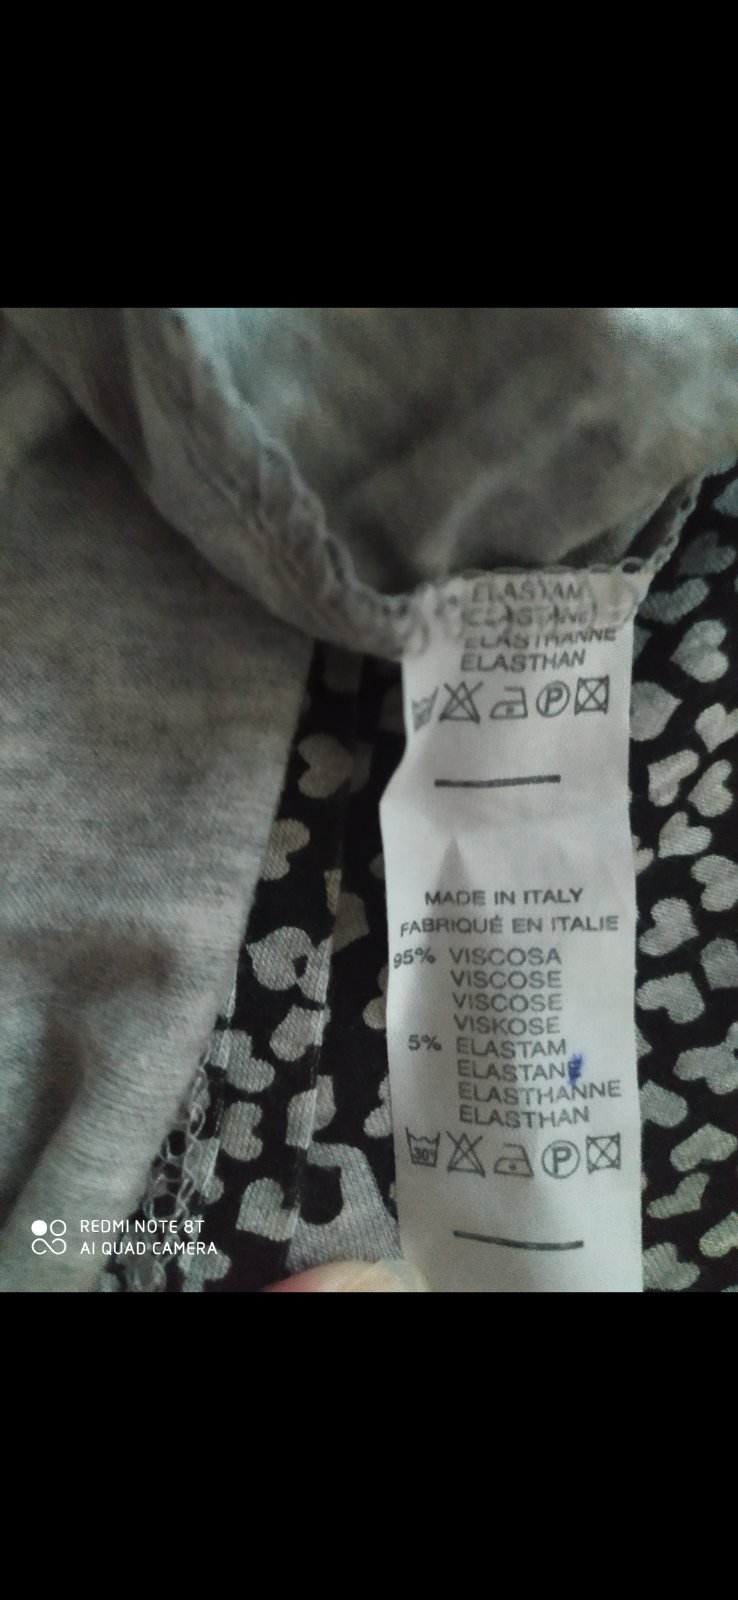 ELASTAM
ELASTANE
ELASTHANNE
ELASTHAN
P
MADE IN ITALY
FABRIQUÉ EN ITALIE
95% VISCOSA
VISCOSE
VISCOSE
VISKOSE
5% ELASTAM
ELASTANE
ELASTHANNE
ELASTHAN
30° P
REDMI NOTE 8T
AI QUAD CAMERA